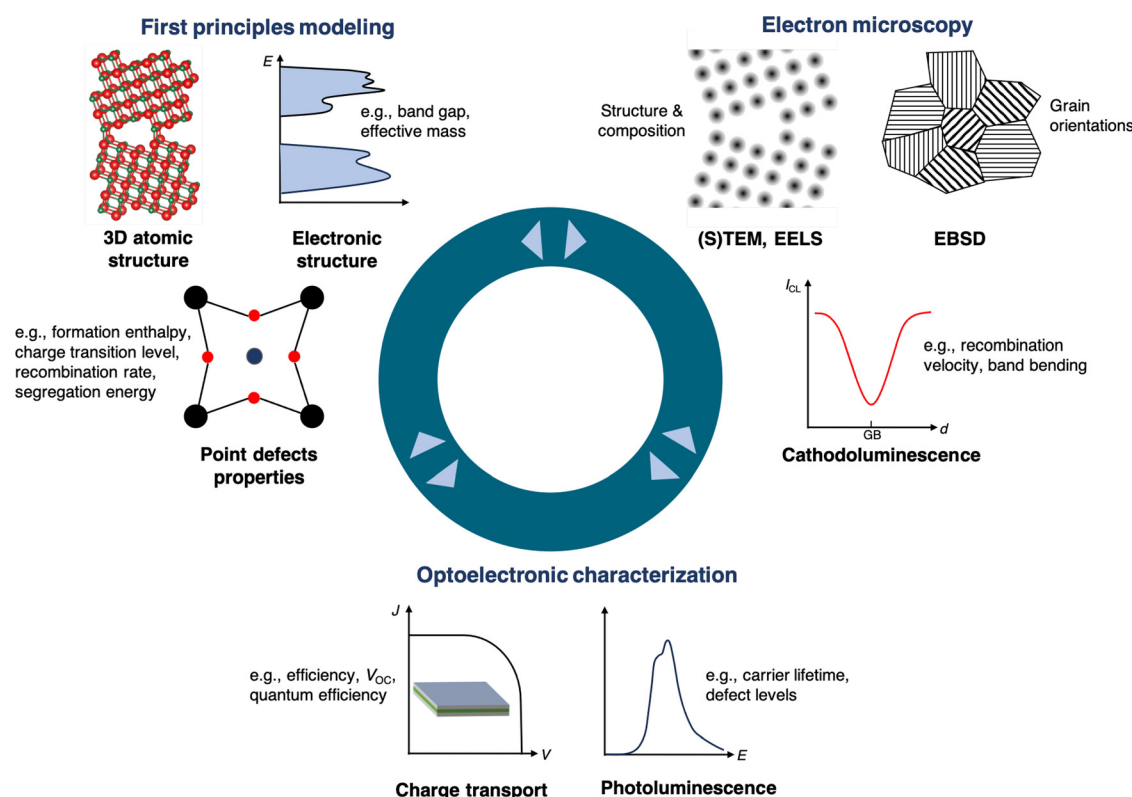 First principles modeling
E
e.g., band gap,
effective mass
3D atomic
structure
Electronic
structure
e.g., formation enthalpy,
charge transition level,
recombination rate,
segregation energy
Point defects
properties
Electron microscopy
Structure &
composition
(S)TEM, EELS
Grain
orientations
EBSD
I_CL
e.g., recombination
velocity, band bending
GB
d
Cathodoluminescence
Optoelectronic characterization
J
e.g., efficiency, V_OC,
quantum efficiency
V
Charge transport
e.g., carrier lifetime,
defect levels
E
Photoluminescence